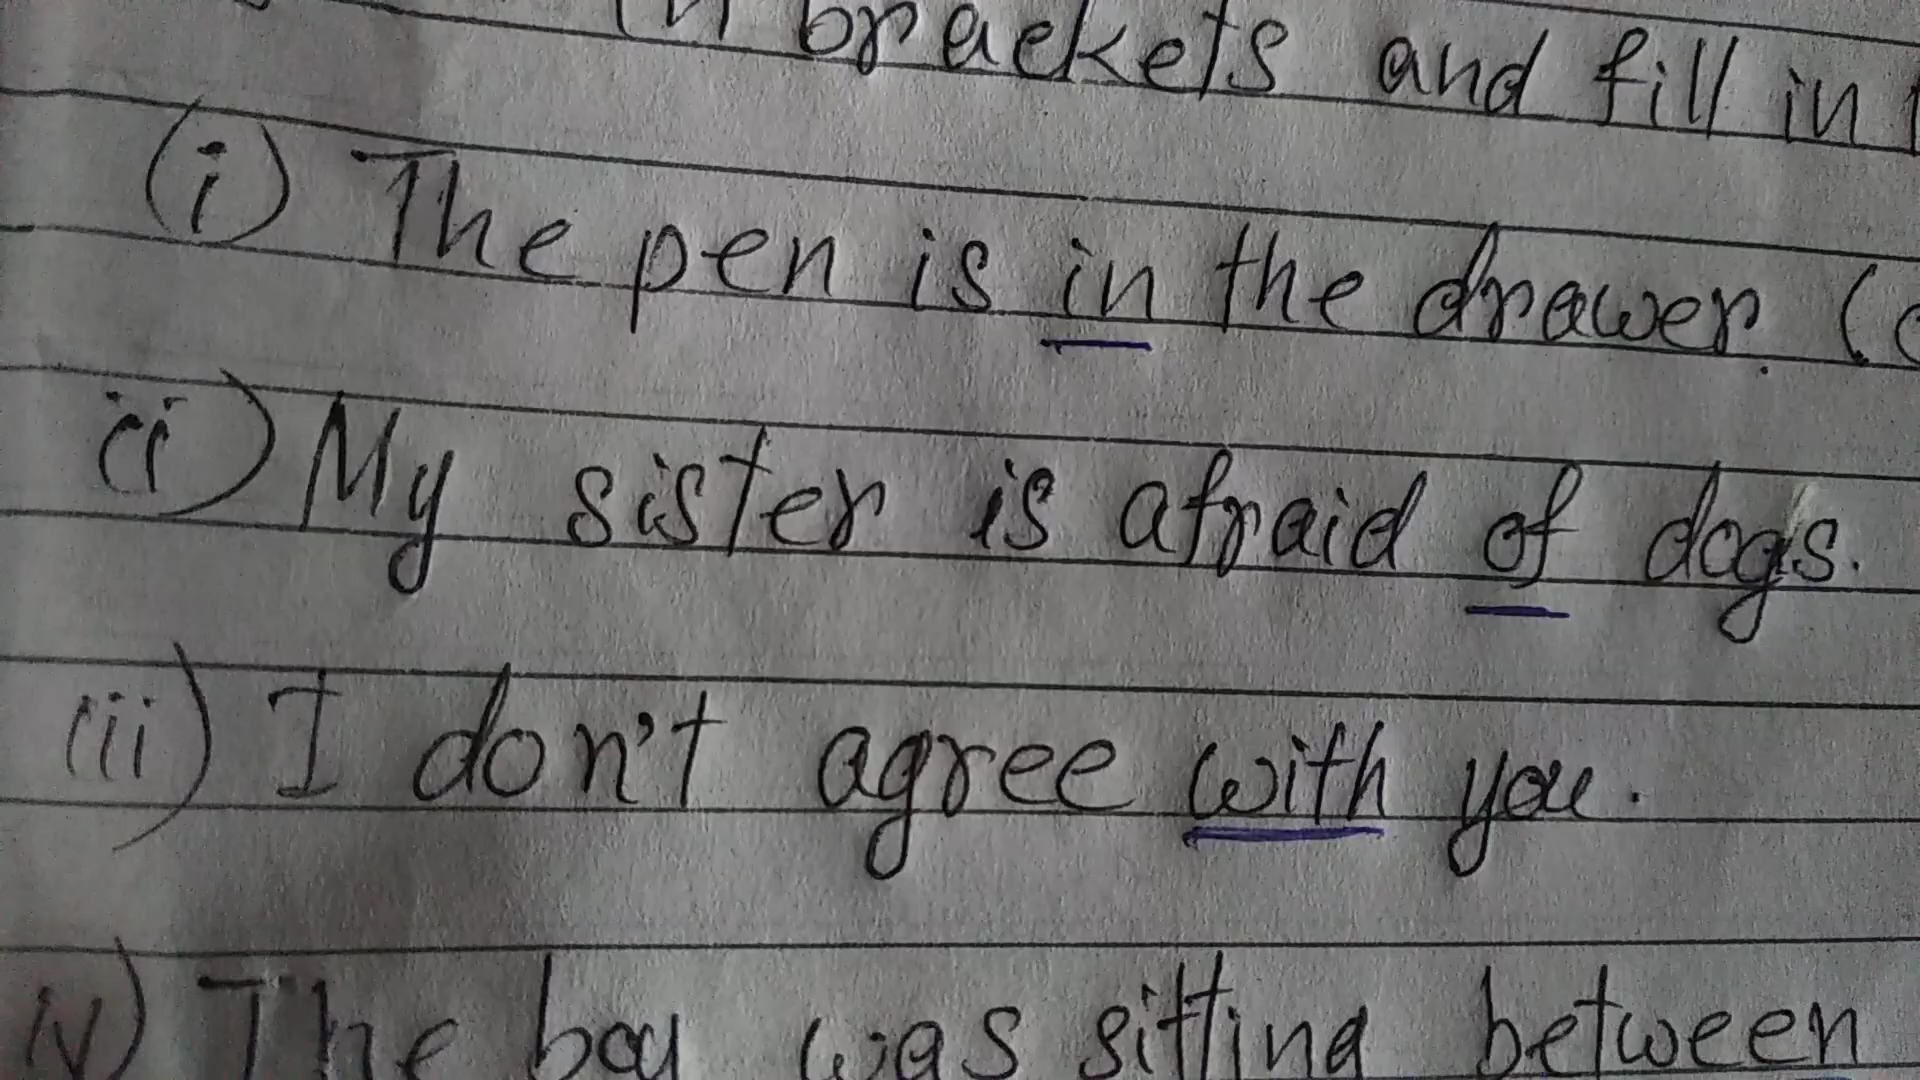 in brackets and fill in
(i) The pen is in the drawer. (
ii) My sister is afraid of dogs.
(iii) I don't agree with you.
iv) The boy was sitting between